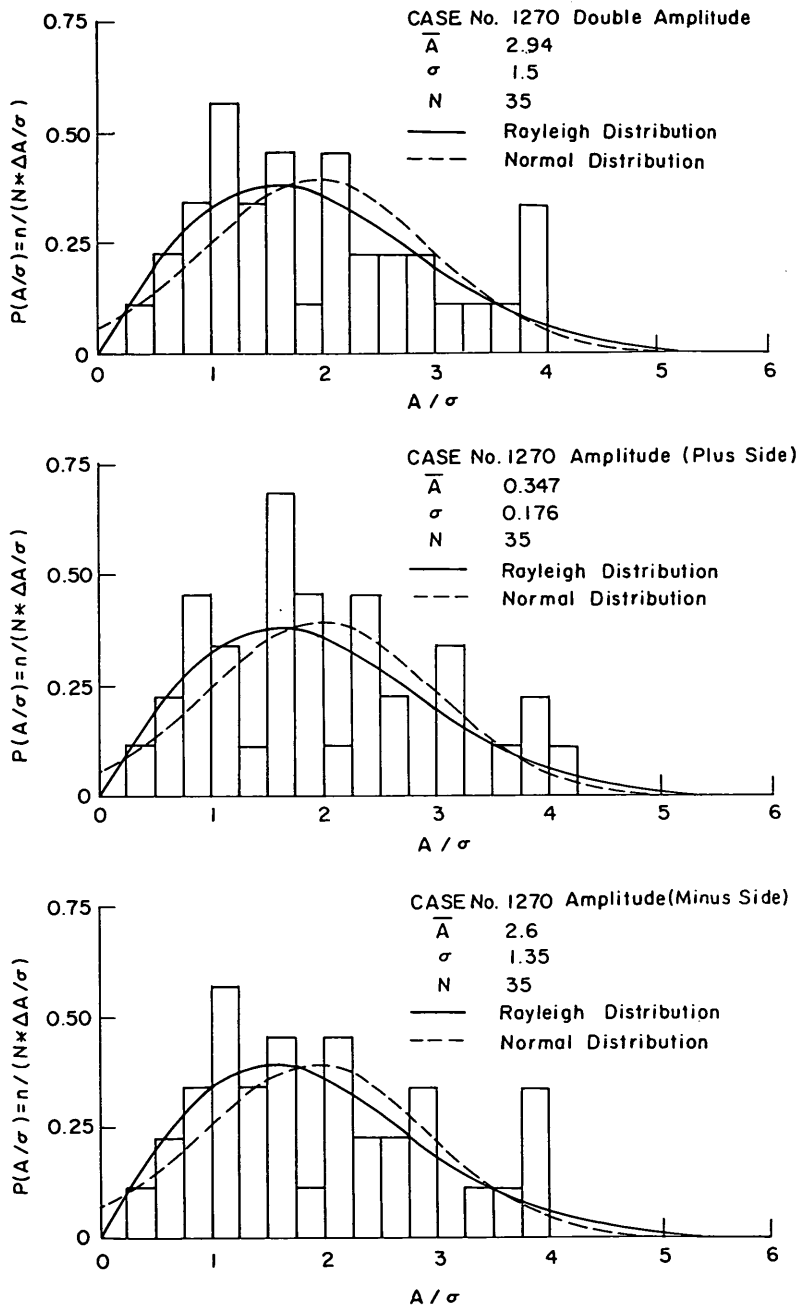 CASE No. 1270 Double Amplitude
A 2.94
σ 1.5
N 35
Rayleigh Distribution
Normal Distribution
P(A/σ)=n/(N*ΔA/σ)
0.75
0.50
0.25
0
0 1 2 3 4 5 6
A / σ
CASE No. 1270 Amplitude (Plus Side)
A 0.347
σ 0.176
N 35
Rayleigh Distribution
Normal Distribution
P(A/σ)=n/(N*ΔA/σ)
0.75
0.50
0.25
0
0 1 2 3 4 5 6
A / σ
CASE No. 1270 Amplitude(Minus Side)
A 2.6
σ 1.35
N 35
Rayleigh Distribution
Normal Distribution
P(A/σ)=n/(N*ΔA/σ)
0.75
0.50
0.25
0
0 1 2 3 4 5 6
A / σ